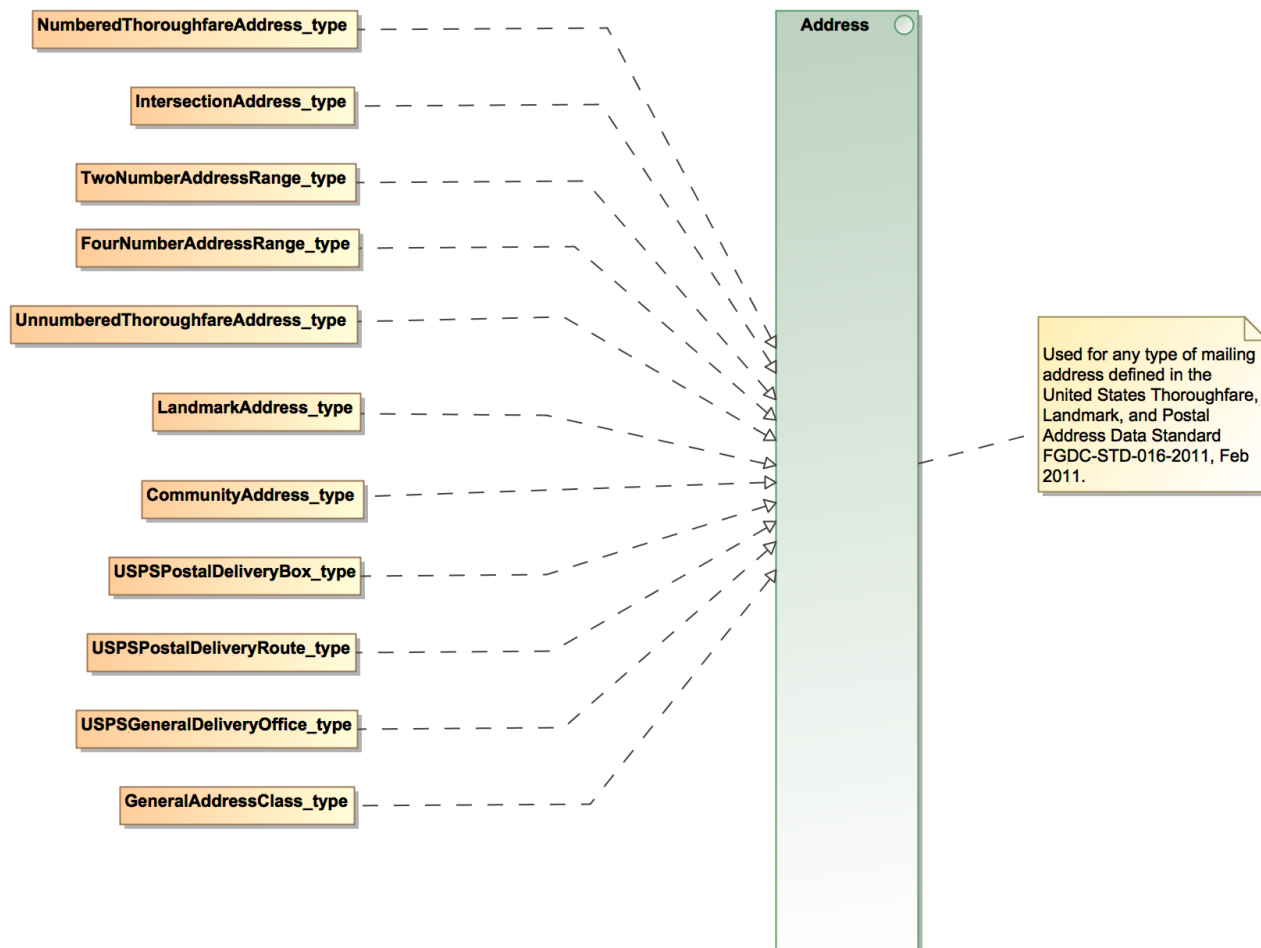 NumberedThoroughfareAddress_type
Address
IntersectionAddress_type
TwoNumberAddressRange_type
FourNumberAddressRange_type
UnnumberedThoroughfareAddress_type
LandmarkAddress_type
CommunityAddress_type
USPSPostalDeliveryBox_type
USPSPostalDeliveryRoute_type
USPSGeneralDeliveryOffice_type
GeneralAddressClass_type
Used for any type of mailing
address defined in the
United States Thoroughfare,
Landmark, and Postal
Address Data Standard
FGDC-STD-016-2011, Feb
2011.